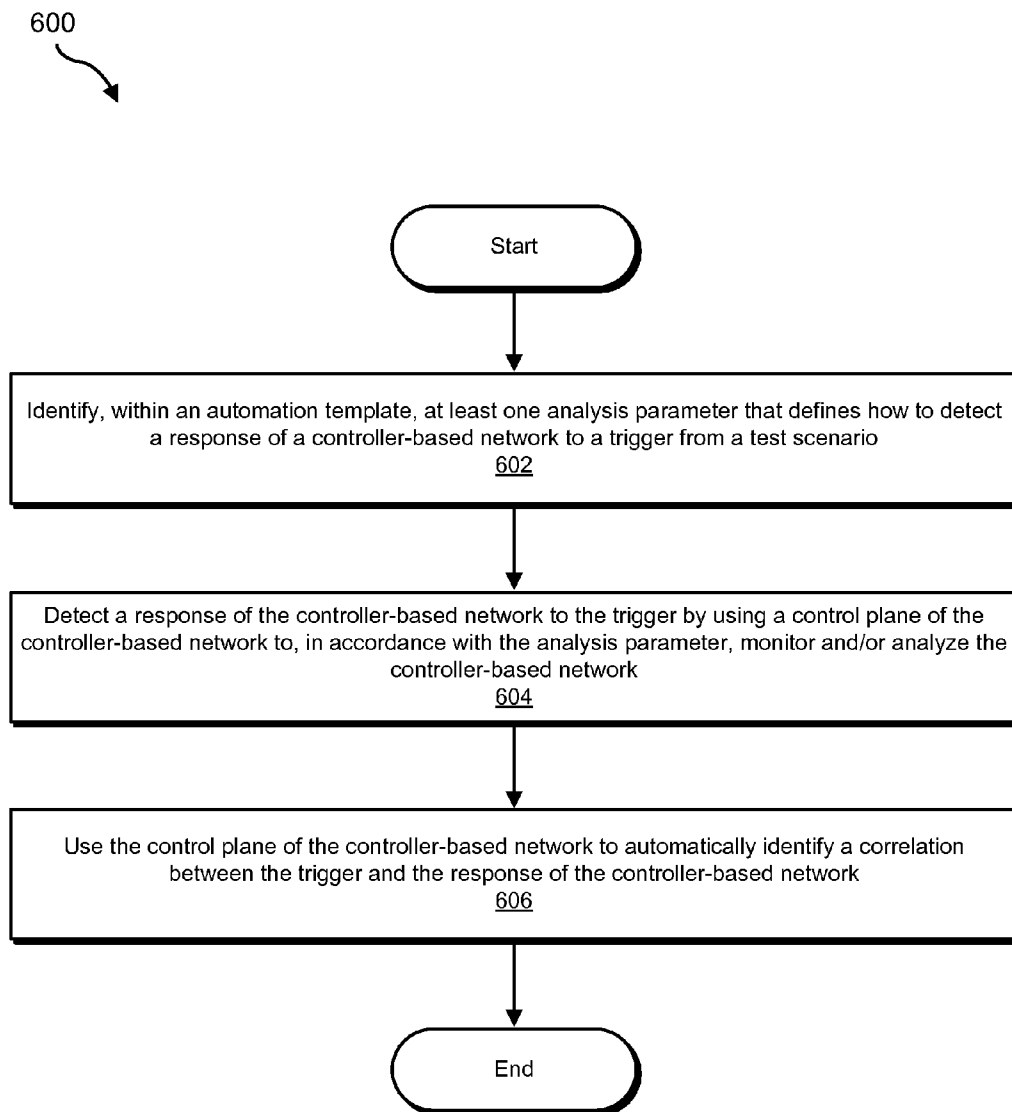 600
Start
Identify, within an automation template, at least one analysis parameter that defines how to detect
a response of a controller-based network to a trigger from a test scenario
602
Detect a response of the controller-based network to the trigger by using a control plane of the
controller-based network to, in accordance with the analysis parameter, monitor and/or analyze the
controller-based network
604
Use the control plane of the controller-based network to automatically identify a correlation
between the trigger and the response of the controller-based network
606
End